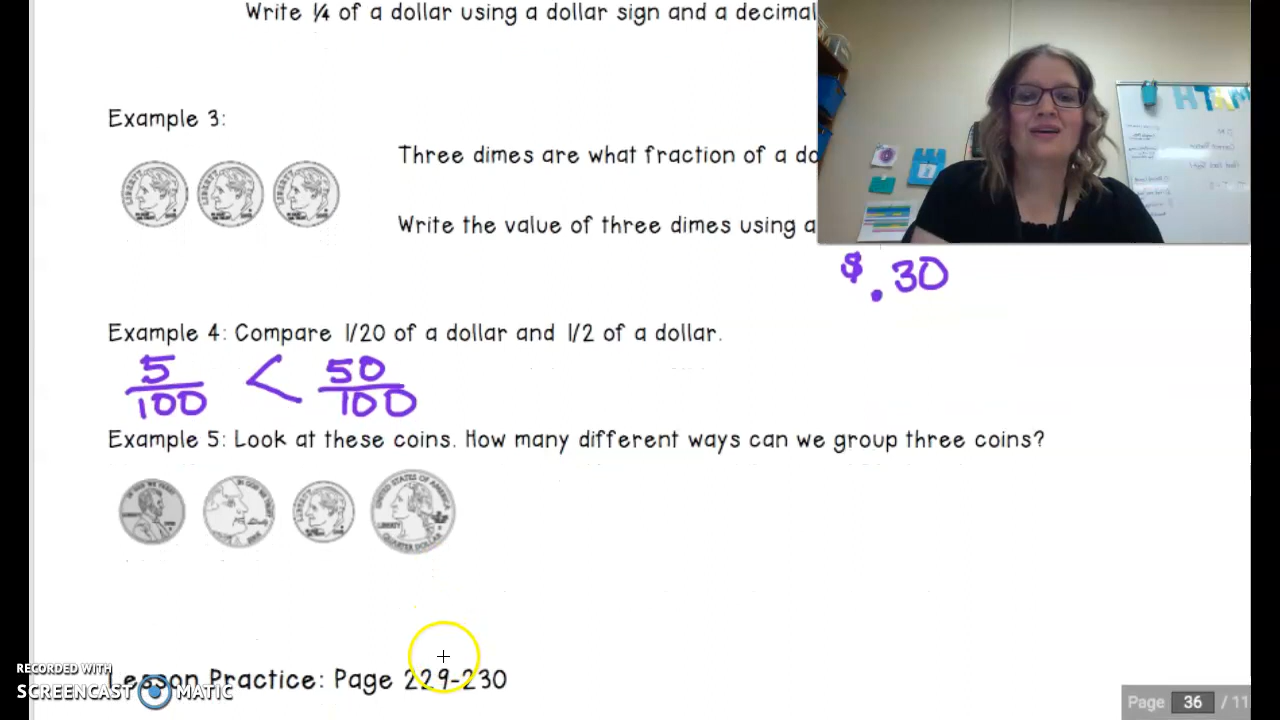 Write ¼ of a dollar using a dollar sign and a decimal
Example 3:
Three dimes are what fraction of a do
Write the value of three dimes using a
$.30
Example 4: Compare 1/20 of a dollar and 1/2 of a dollar.
5/100 < 50/100
Example 5: Look at these coins. How many different ways can we group three coins?
Lesson Practice: Page 229-230
RECORDED WITH
SCREENCAST MATIC
Page 36 / 11